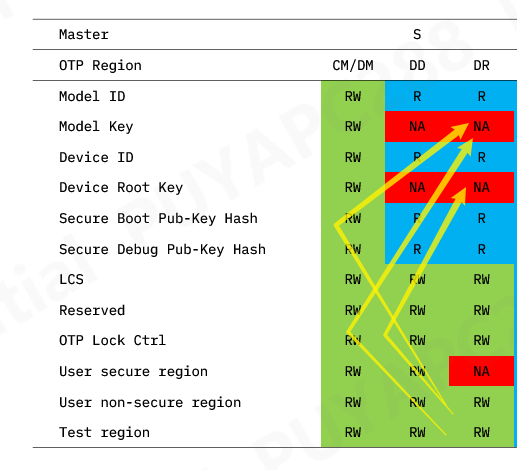 Master S
OTP Region CM/DM DD DR
Model ID RW R R
Model Key RW NA NA
Device ID RW R R
Device Root Key RW NA NA
Secure Boot Pub-Key Hash RW R R
Secure Debug Pub-Key Hash RW R R
LCS RW RW RW
Reserved RW RW RW
OTP Lock Ctrl RW RW RW
User secure region RW RW NA
User non-secure region RW RW RW
Test region RW RW RW